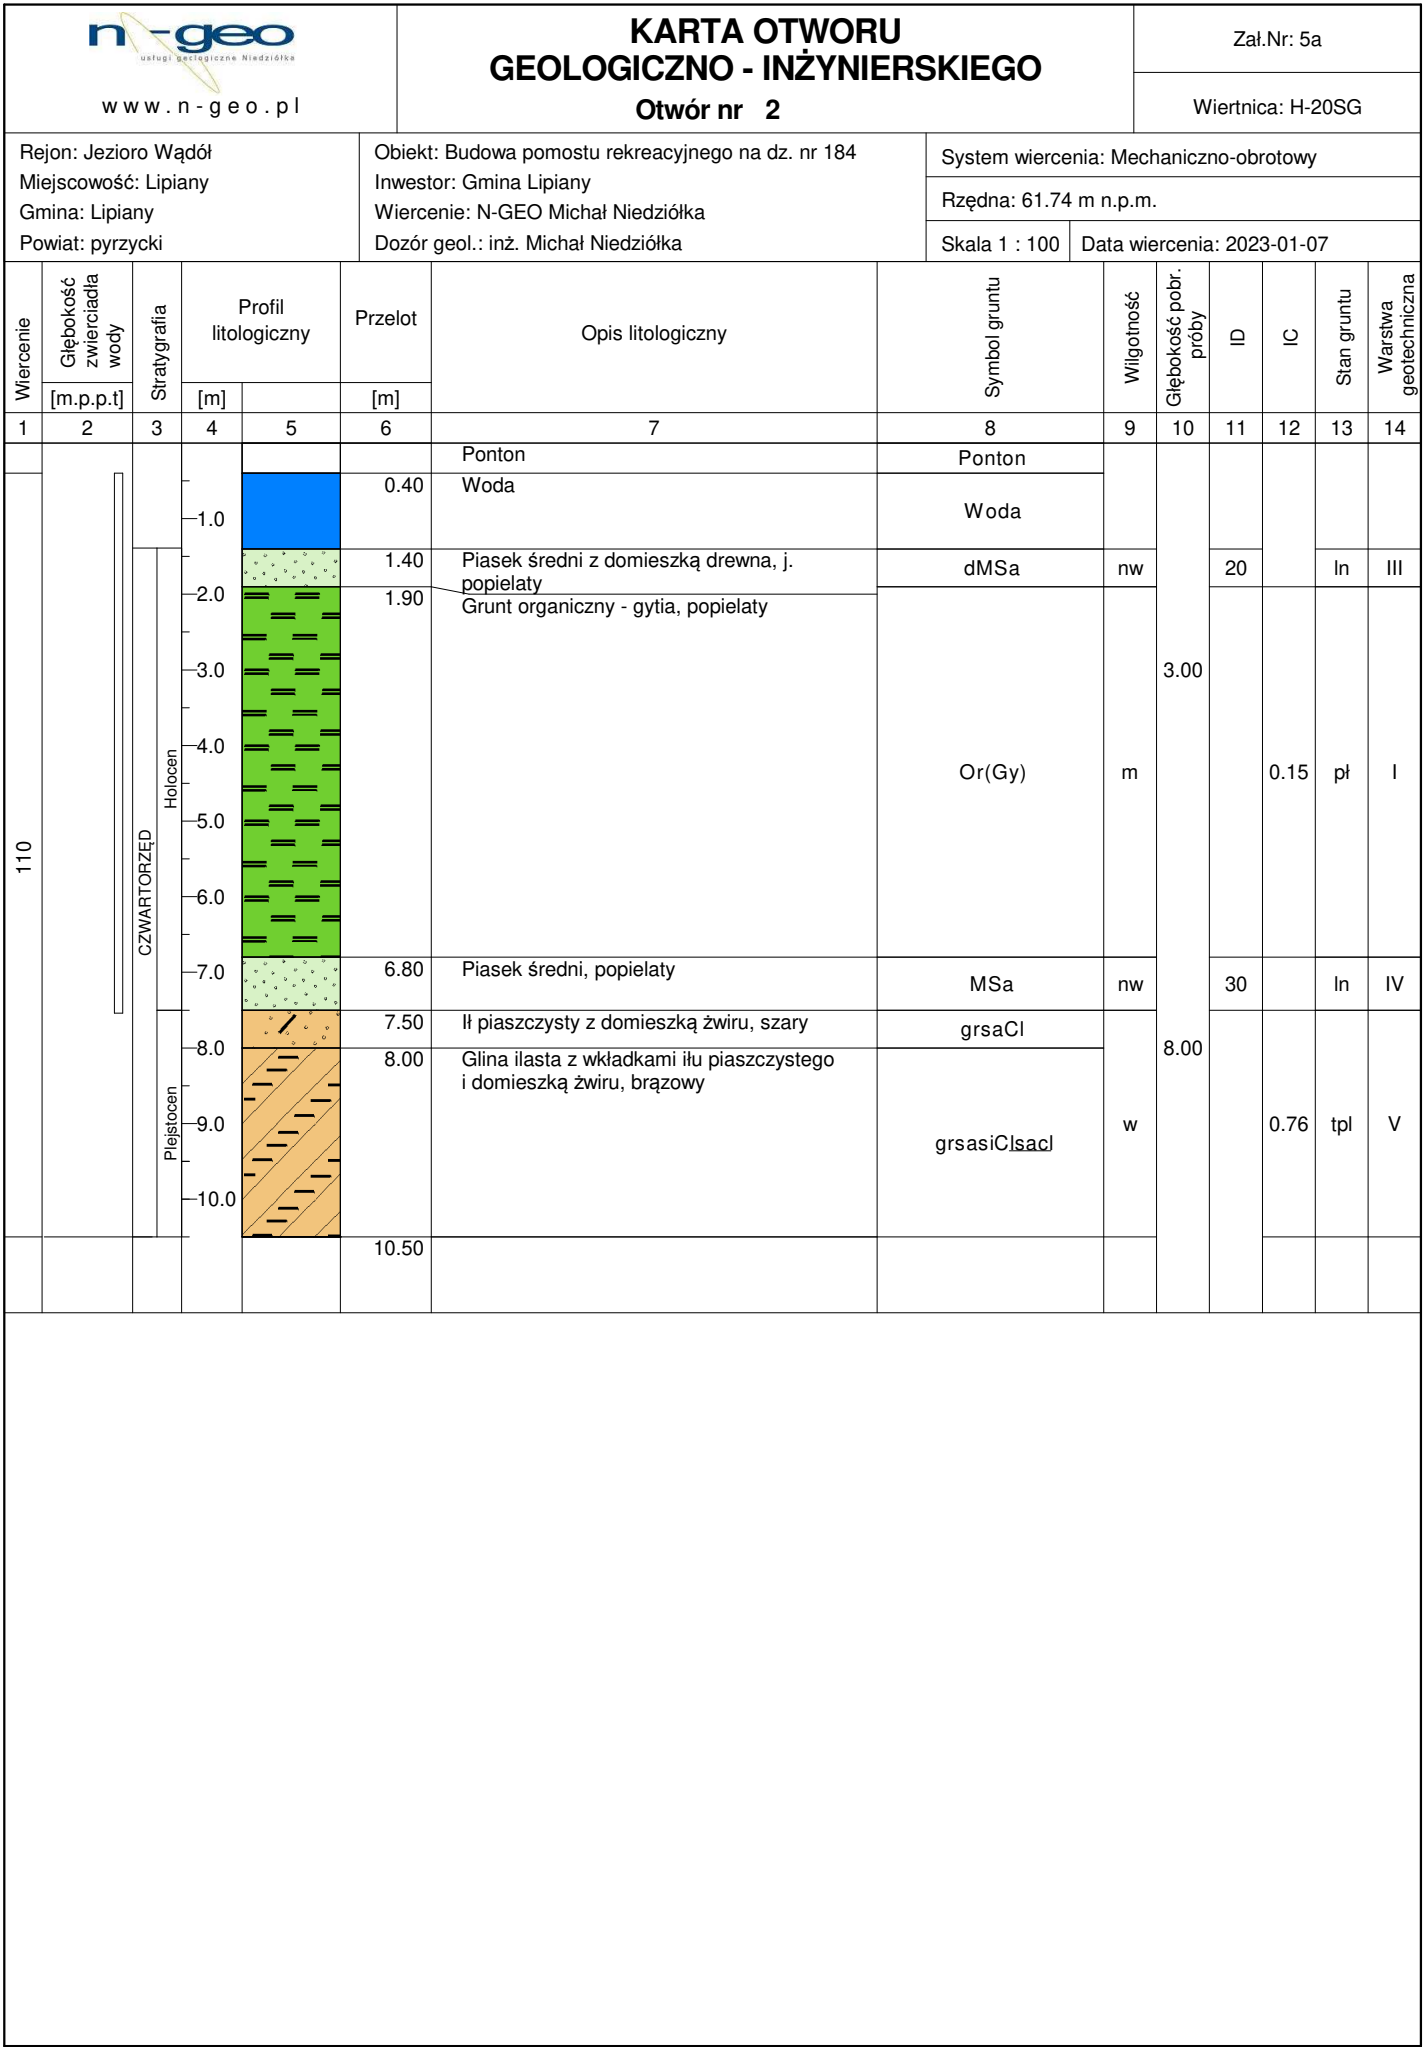 n-geo
usługi geologiczne Niedziółka
www.n-geo.pl
KARTA OTWORU
GEOLOGICZNO - INŻYNIERSKIEGO
Otwór nr 2
Zał.Nr: 5a
Wiertnica: H-20SG
Rejon: Jezioro Wądół
Miejscowość: Lipiany
Gmina: Lipiany
Powiat: pyrzycki
Obiekt: Budowa pomostu rekreacyjnego na dz. nr 184
Inwestor: Gmina Lipiany
Wiercenie: N-GEO Michał Niedziółka
Dozór geol.: inż. Michał Niedziółka
System wiercenia: Mechaniczno-obrotowy
Rzędna: 61.74 m n.p.m.
Skala 1 : 100 Data wiercenia: 2023-01-07
Wiercenie
Głębokość
zwierciadła
wody
[m.p.p.t]
Stratygrafia
Profil
litologiczny
[m]
Przelot
[m]
Opis litologiczny
Symbol gruntu
Wilgotność
Głębokość pobr.
próby
ID
IC
Stan gruntu
Warstwa
geotechniczna
1 2 3 4 5 6 7 8 9 10 11 12 13 14
Ponton Ponton
0.40 Woda Woda
1.0
1.40 Piasek średni z domieszką drewna, j.
popielaty
dMSa nw 20 ln III
2.0
1.90 Grunt organiczny - gytia, popielaty
3.0 3.00
4.0
Or(Gy) m 0.15 pł I
5.0
6.0
Holocen
CZWARTORZĘD
110
7.0
6.80 Piasek średni, popielaty MSa nw 30 ln IV
7.50 Ił piaszczysty z domieszką żwiru, szary grsaCl
8.0 8.00
8.00 Glina ilasta z wkładkami iłu piaszczystego
i domieszką żwiru, brązowy
9.0
grsasiClsacl w 0.76 tpl V
Plejstocen
10.0
10.50